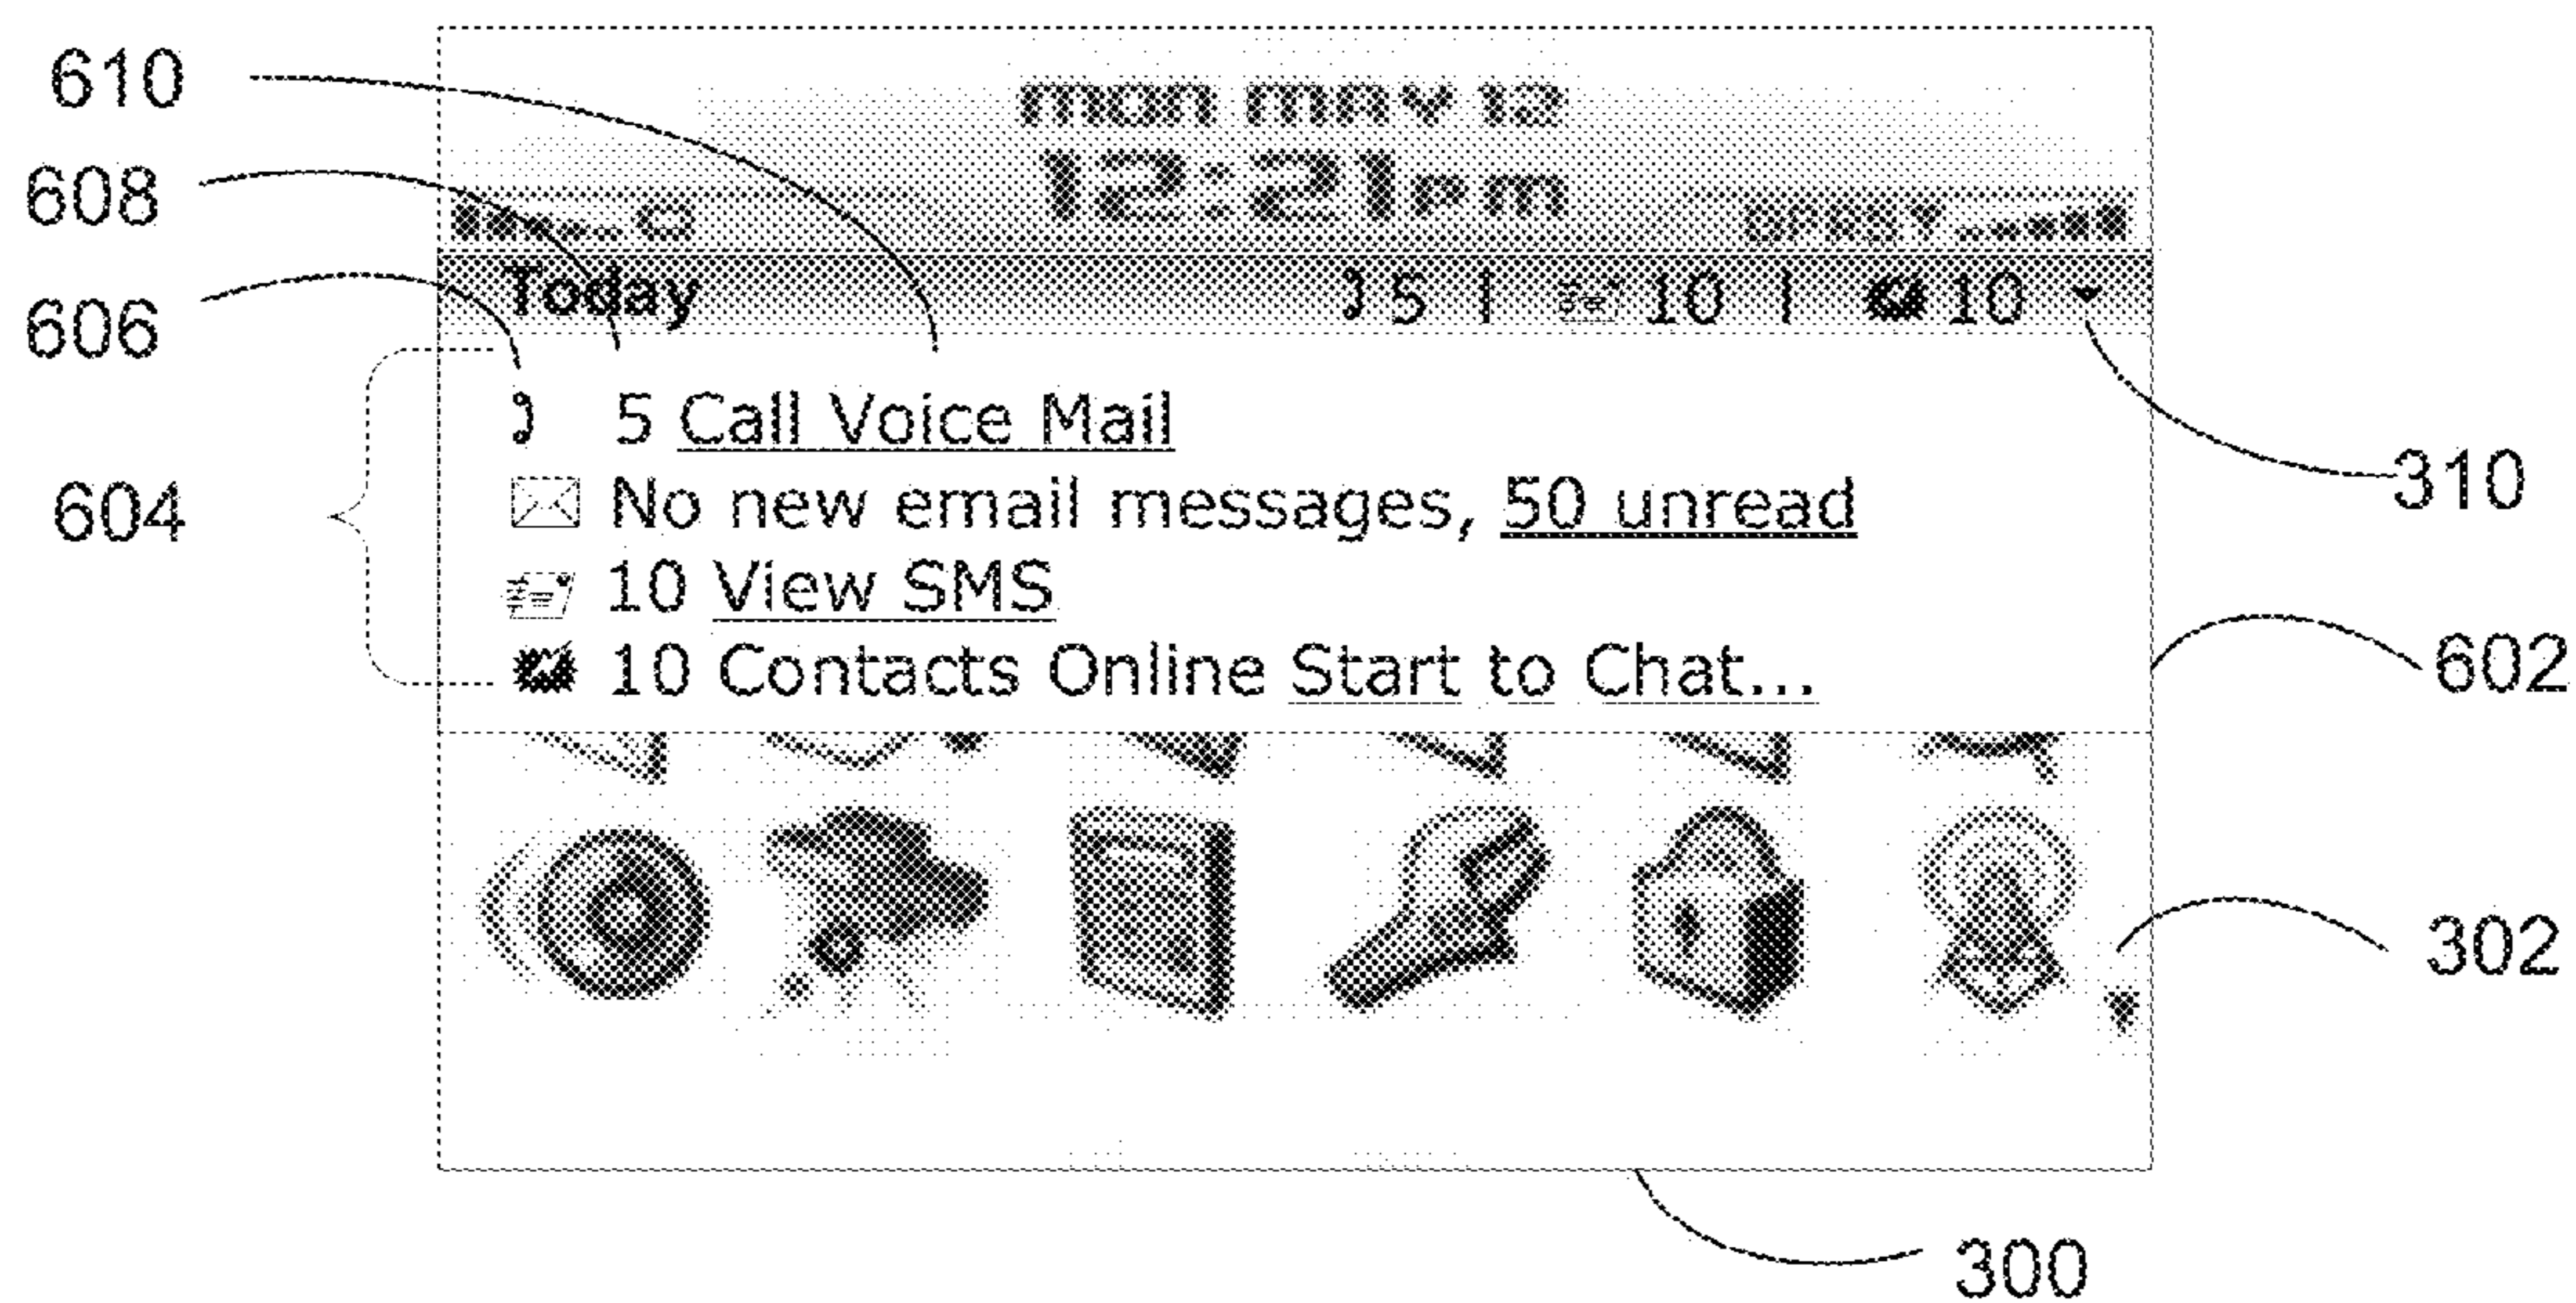 610
MON MAY 12
608
12:21pm
GPRS
606
Today 5 | 10 | 10
5 Call Voice Mail
310
604
No new email messages, 50 unread
10 View SMS
10 Contacts Online Start to Chat...
602
302
300